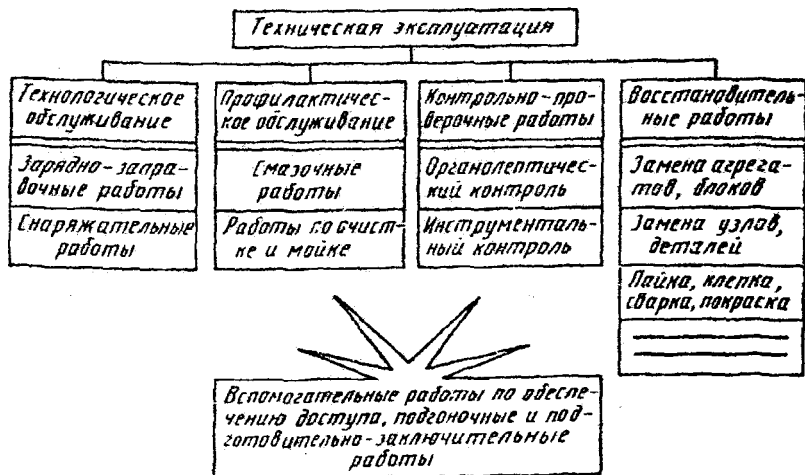 Техническая эксплуатация
Технологическое
обслуживание
Зарядно-запра-
вочные работы
Снаряжательные
работы
Профилактичес-
кое обслуживание
Смазочные
работы
Работы по очист-
ке и мойке
Контрольно-про-
верочные работы
Органолептичес-
кий контроль
Инструменталь-
ный контроль
Восстановитель-
ные работы
Замена агрега-
тов, блоков
Замена узлов,
деталей
Пайка, клепка,
сварка, покраска
Вспомогательные работы по обеспе-
чению доступа, подгоночные и под-
готовительно-заключительные
работы